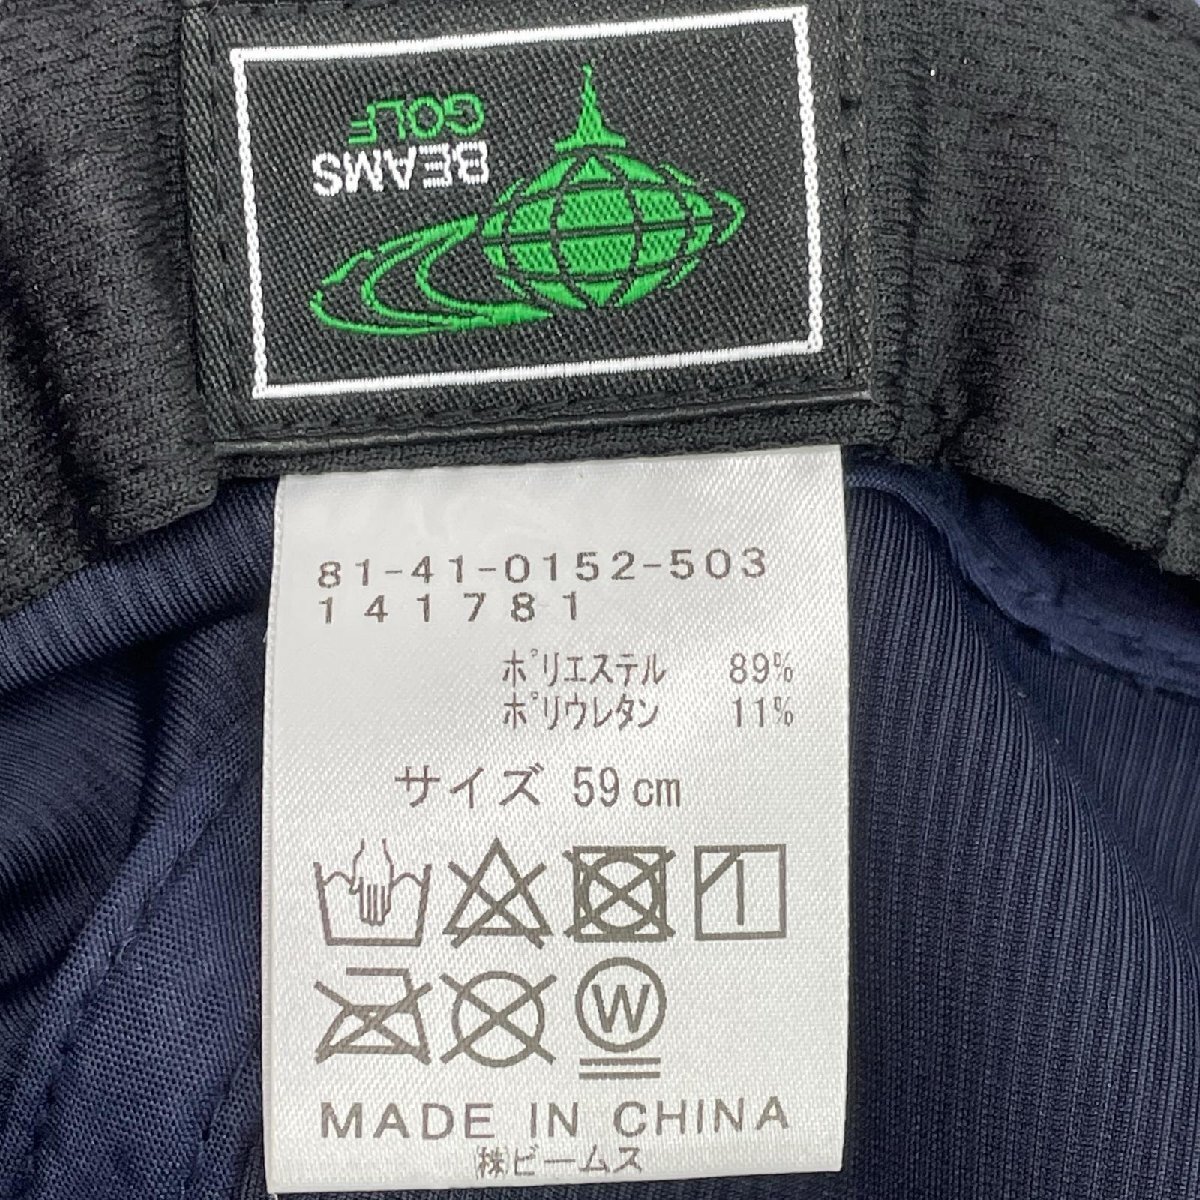 BEAMS
GOLF
81-41-0152-503
141781
ポリエステル 89%
ポリウレタン 11%
サイズ 59cm
W
MADE IN CHINA
㈱ビームス